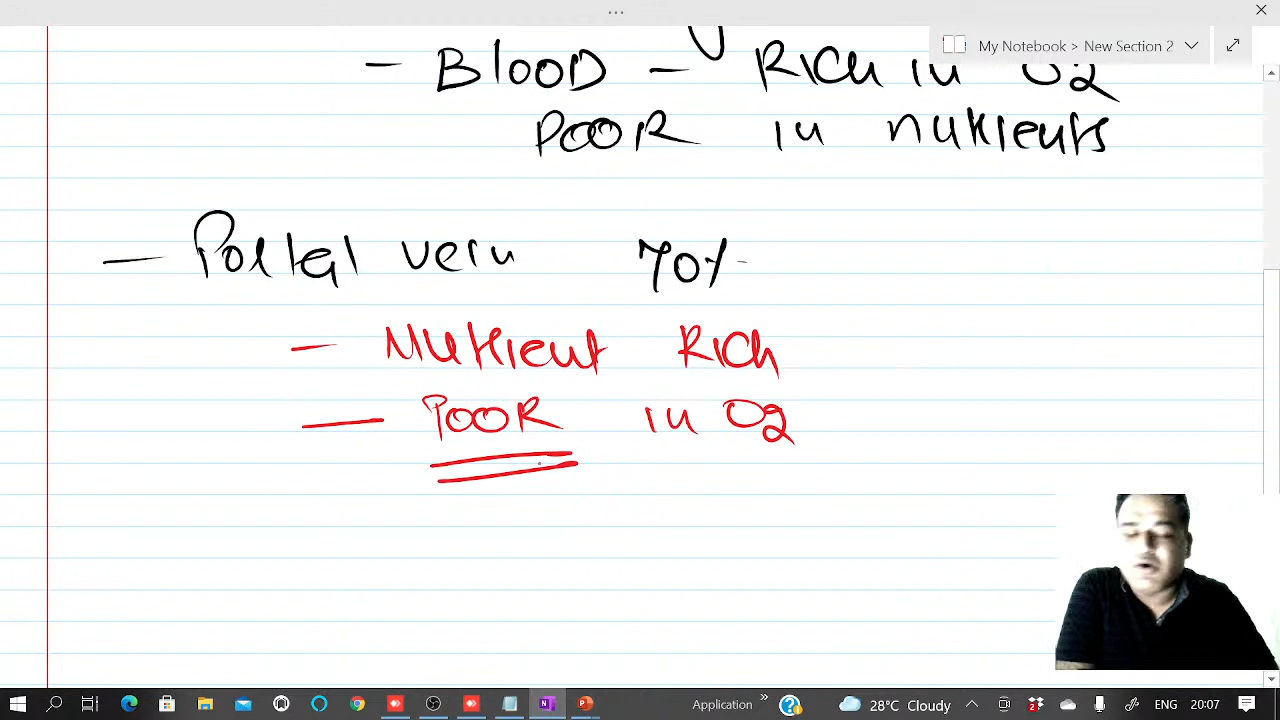 My Notebook > New Section 2
- BlooD - Rich in O2
POOR in nutrients
- Portal vein 70%
- Nutrient Rich
- POOR in O2
Application
»
28°C Cloudy
ENG
20:07